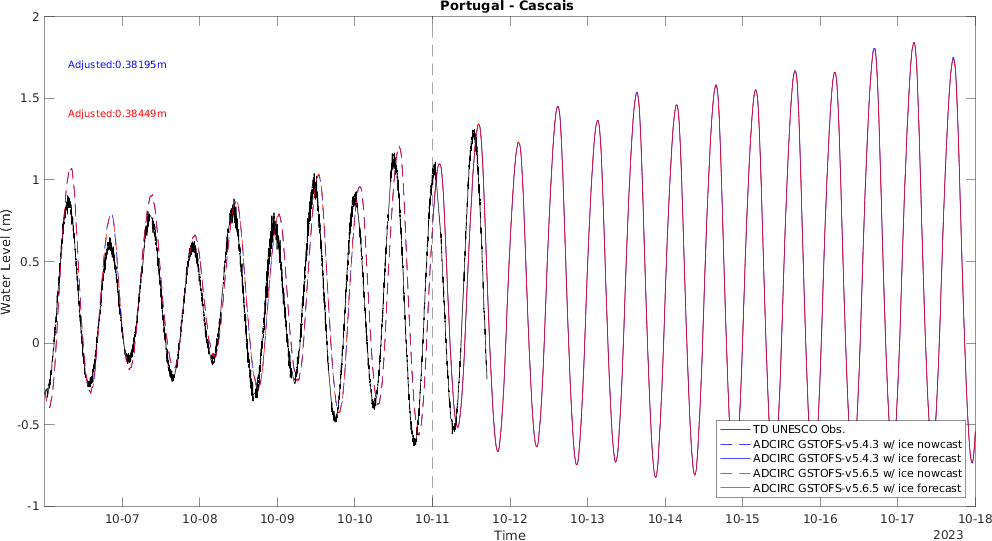 Portugal - Cascais
2
1.5
1
0.5
0
-0.5
-1
Water Level (m)
Adjusted:0.38195m
Adjusted:0.38449m
TD UNESCO Obs.
ADCIRC GSTOFS-v5.4.3 w/ ice nowcast
ADCIRC GSTOFS-v5.4.3 w/ ice forecast
ADCIRC GSTOFS-v5.6.5 w/ ice nowcast
ADCIRC GSTOFS-v5.6.5 w/ ice forecast
10-07 10-08 10-09 10-10 10-11 10-12 10-13 10-14 10-15 10-16 10-17 10-18
Time
2023